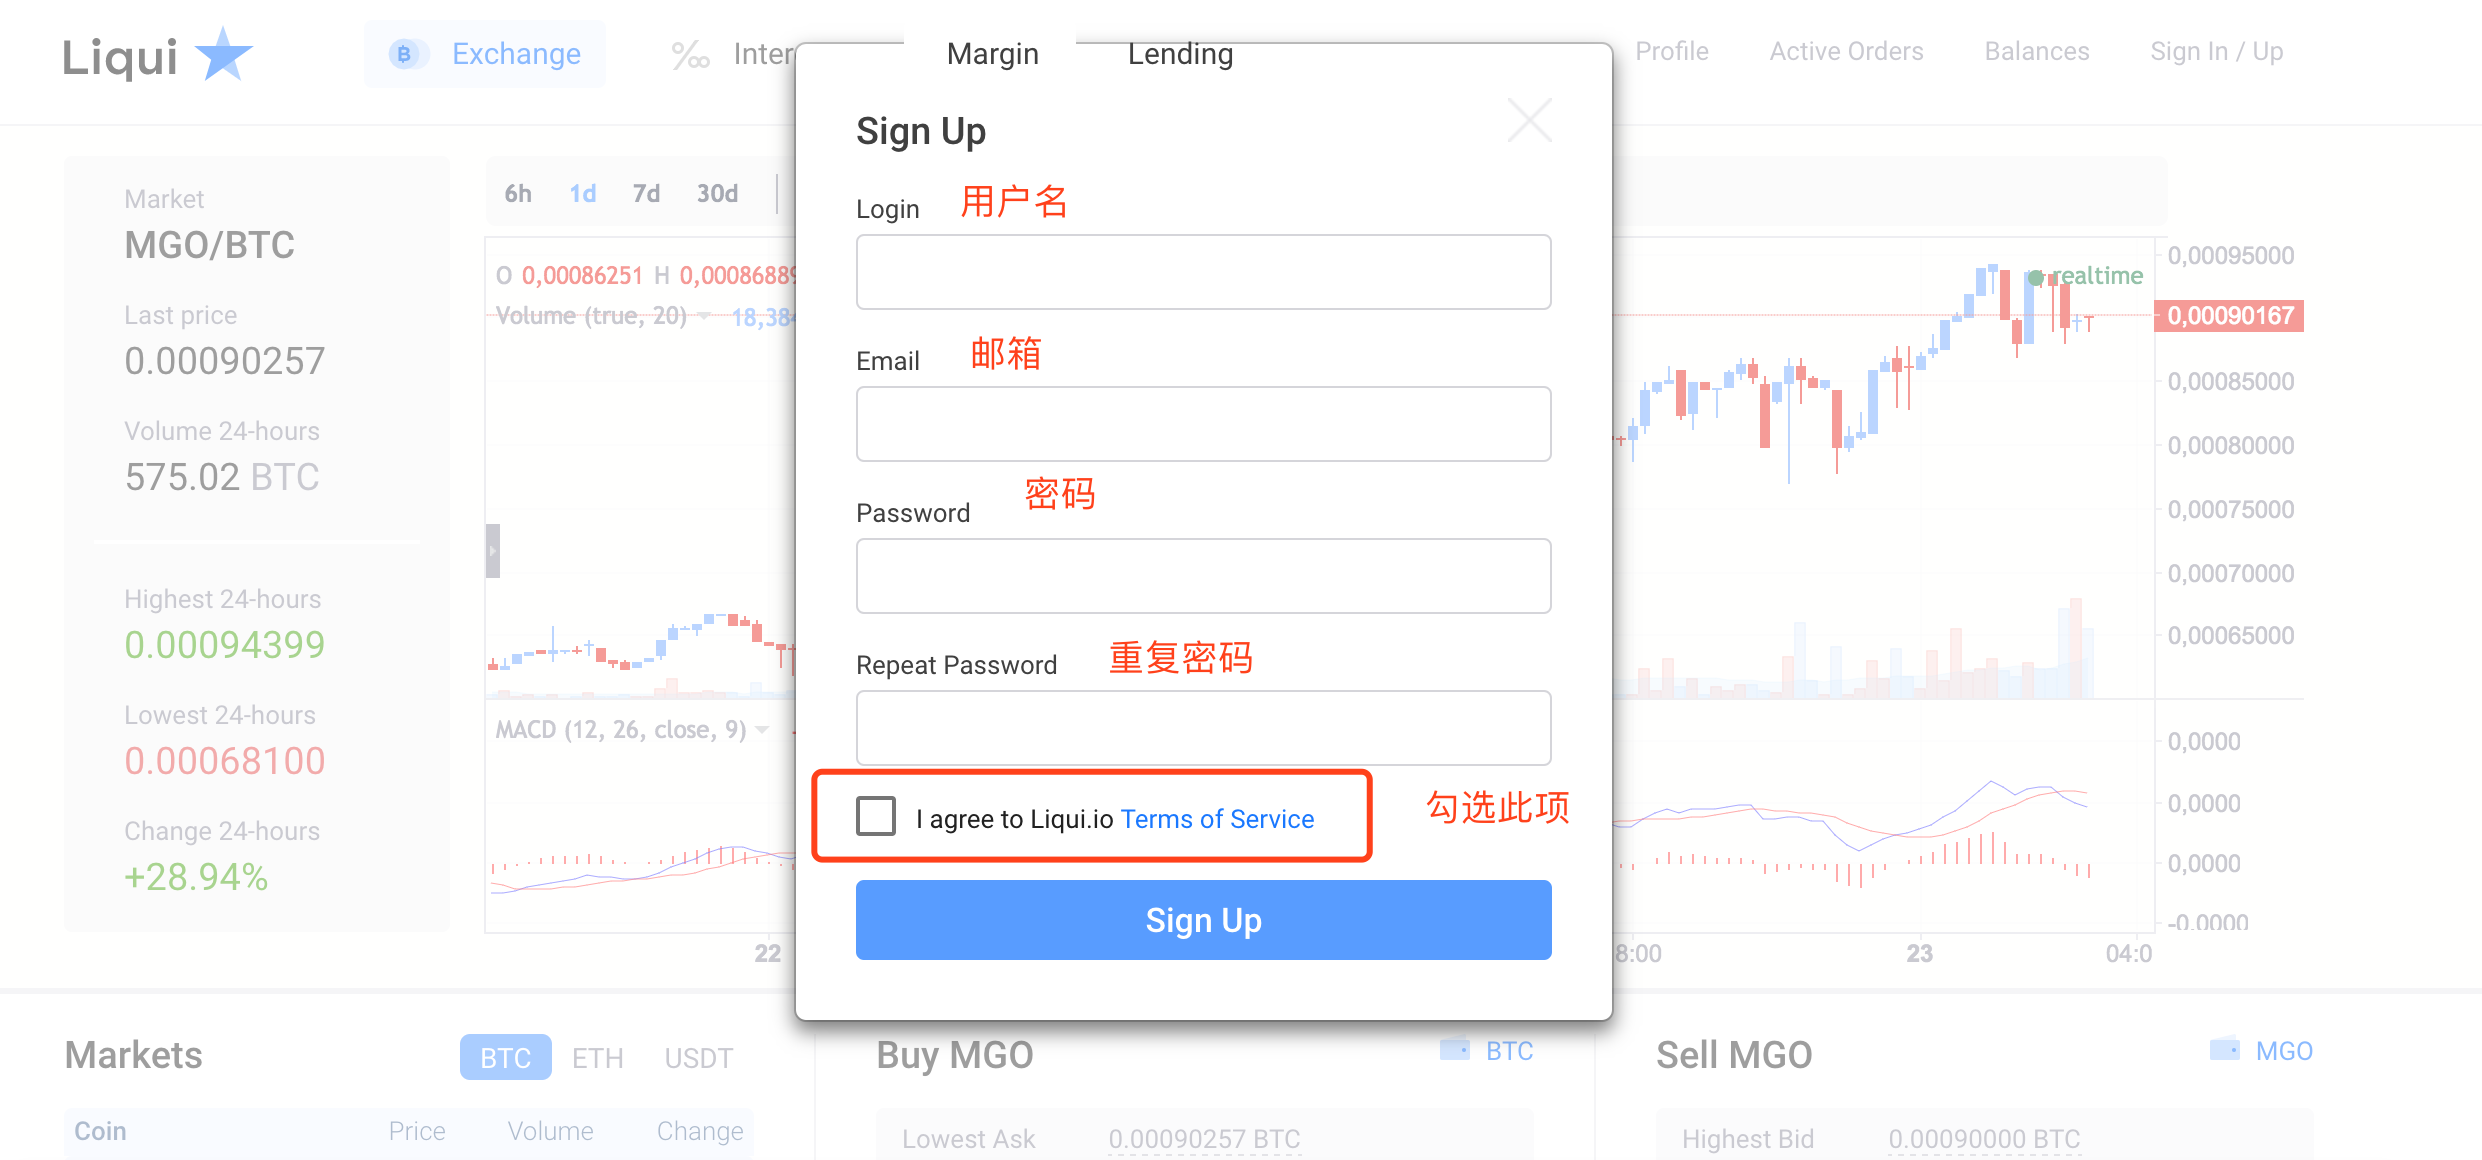 Liqui
Exchange
Margin
Lending
Profile
Active Orders
Balances
Sign In / Up
Market
MGO/BTC
Last price
0.00090257
Volume 24-hours
575.02 BTC
Highest 24-hours
0.00094399
Lowest 24-hours
0.00068100
Change 24-hours
+28.94%
6h 1d 7d 30d
O 0,00086251 H 0,00086889
Volume (true, 20) 18,384
MACD (12, 26, close, 9)
22
Sign Up
Login 用户名
Email 邮箱
Password 密码
Repeat Password 重复密码
I agree to Liqui.io Terms of Service 勾选此项
Sign Up
realtime
0,00095000
0,00090167
0,00085000
0,00080000
0,00075000
0,00070000
0,00065000
0,0000
0,0000
0,0000
-0.0000
8:00 23 04:0
Markets
BTC ETH USDT
Coin Price Volume Change
Buy MGO BTC
Lowest Ask 0.00090257 BTC
Sell MGO MGO
Highest Bid 0.00090000 BTC